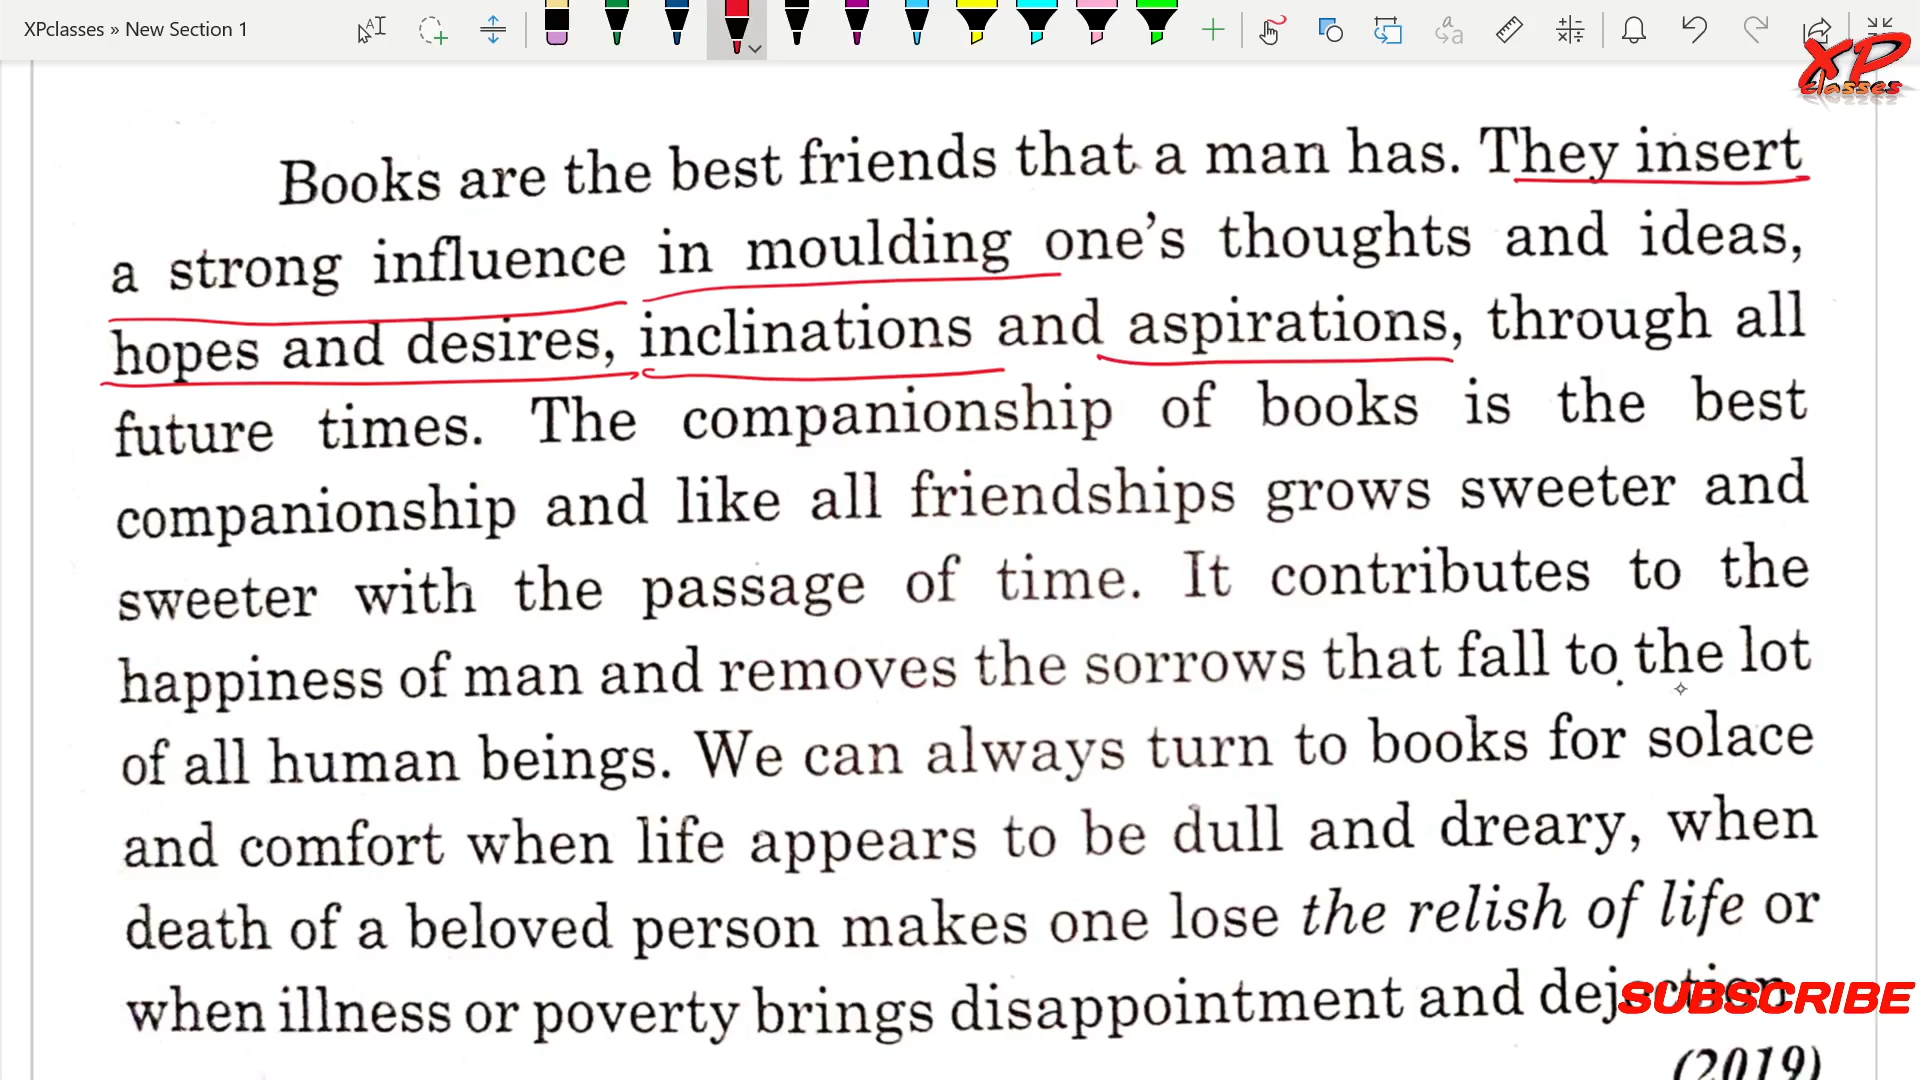 XPclasses » New Section 1
XP
classes
Books are the best friends that a man has. They insert
a strong influence in moulding one's thoughts and ideas,
hopes and desires, inclinations and aspirations, through all
future times. The companionship of books is the best
companionship and like all friendships grows sweeter and
sweeter with the passage of time. It contributes to the
happiness of man and removes the sorrows that fall to the lot
of all human beings. We can always turn to books for solace
and comfort when life appears to be dull and dreary, when
death of a beloved person makes one lose the relish of life or
when illness or poverty brings disappointment and
SUBSCRIBE
(2019)